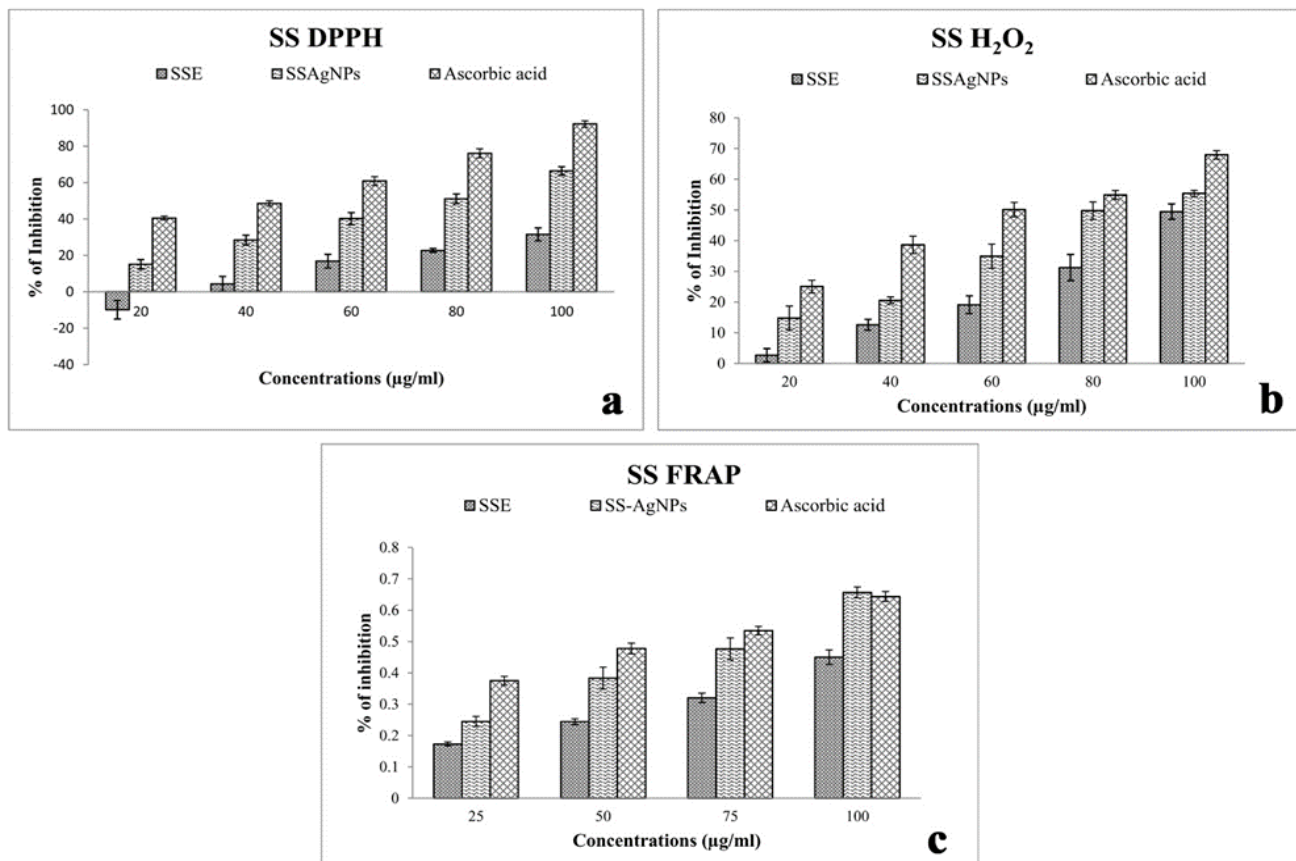 SS DPPH
SSE SSAgNPs Ascorbic acid
% of Inhibition
100
80
60
40
20
0
-20
-40
20 40 60 80 100
Concentrations (µg/ml)
a
SS H₂O₂
SSE SSAgNPs Ascorbic acid
% of Inhibition
80
70
60
50
40
30
20
10
0
20 40 60 80 100
Concentrations (µg/ml)
b
SS FRAP
SSE SS-AgNPs Ascorbic acid
% of inhibition
0.8
0.7
0.6
0.5
0.4
0.3
0.2
0.1
0
25 50 75 100
Concentrations (µg/ml)
c